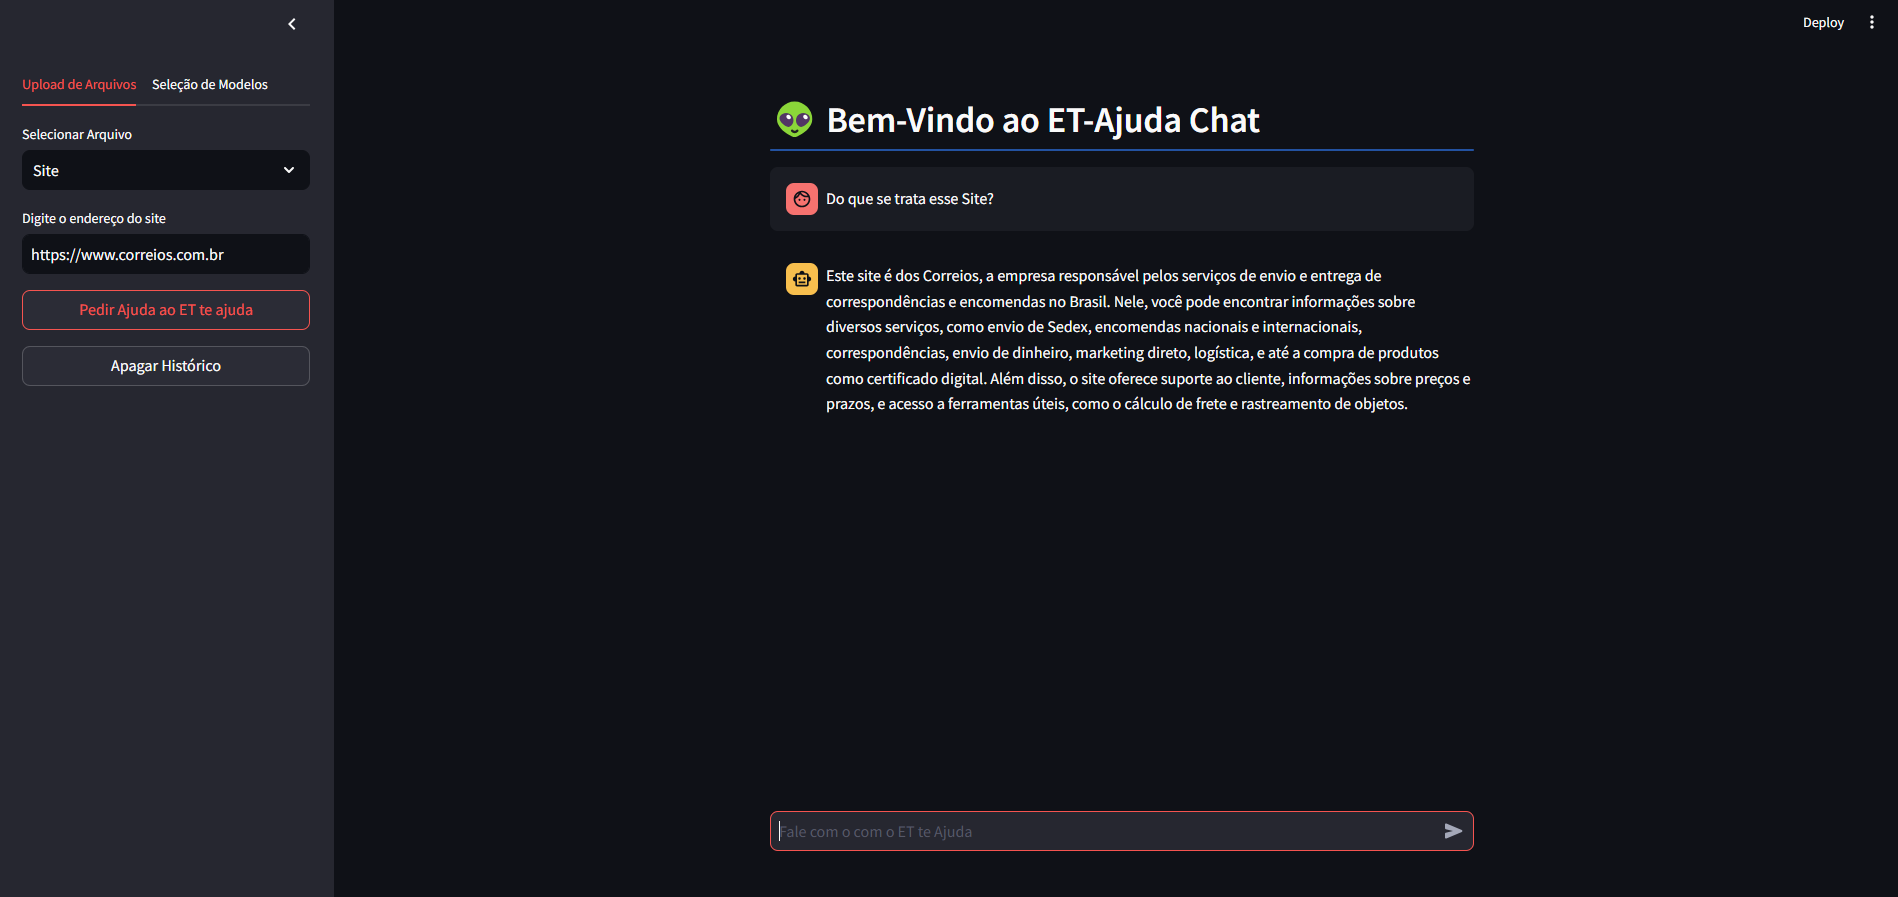 Deploy
Upload de Arquivos
Seleção de Modelos
Selecionar Arquivo
Site
Digite o endereço do site
https://www.correios.com.br
Pedir Ajuda ao ET te ajuda
Apagar Histórico
Bem-Vindo ao ET-Ajuda Chat
Do que se trata esse Site?
Este site é dos Correios, a empresa responsável pelos serviços de envio e entrega de
correspondências e encomendas no Brasil. Nele, você pode encontrar informações sobre
diversos serviços, como envio de Sedex, encomendas nacionais e internacionais,
correspondências, envio de dinheiro, marketing direto, logística, e até a compra de produtos
como certificado digital. Além disso, o site oferece suporte ao cliente, informações sobre preços e
prazos, e acesso a ferramentas úteis, como o cálculo de frete e rastreamento de objetos.
Fale com o com o ET te Ajuda